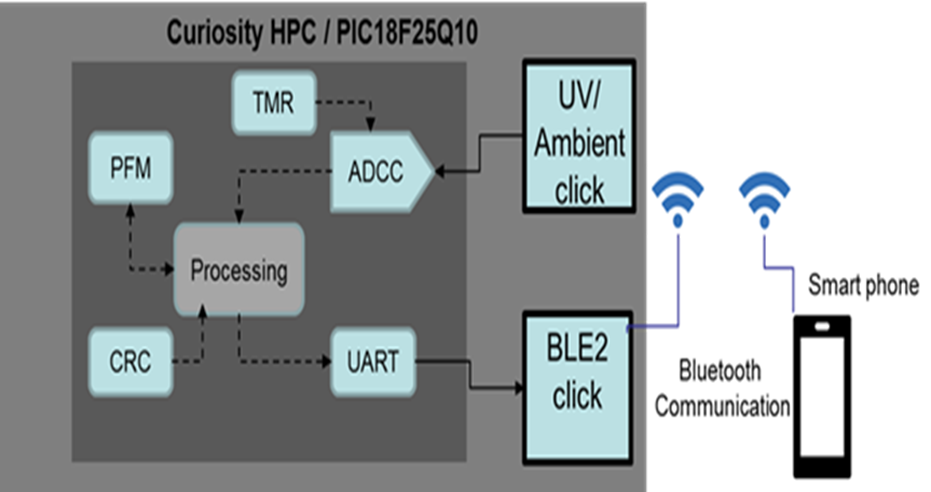 Curiosity HPC / PIC18F25Q10
TMR
UV/
Ambient
click
PFM
ADCC
Processing
Smart phone
CRC
UART
BLE2
click
Bluetooth
Communication